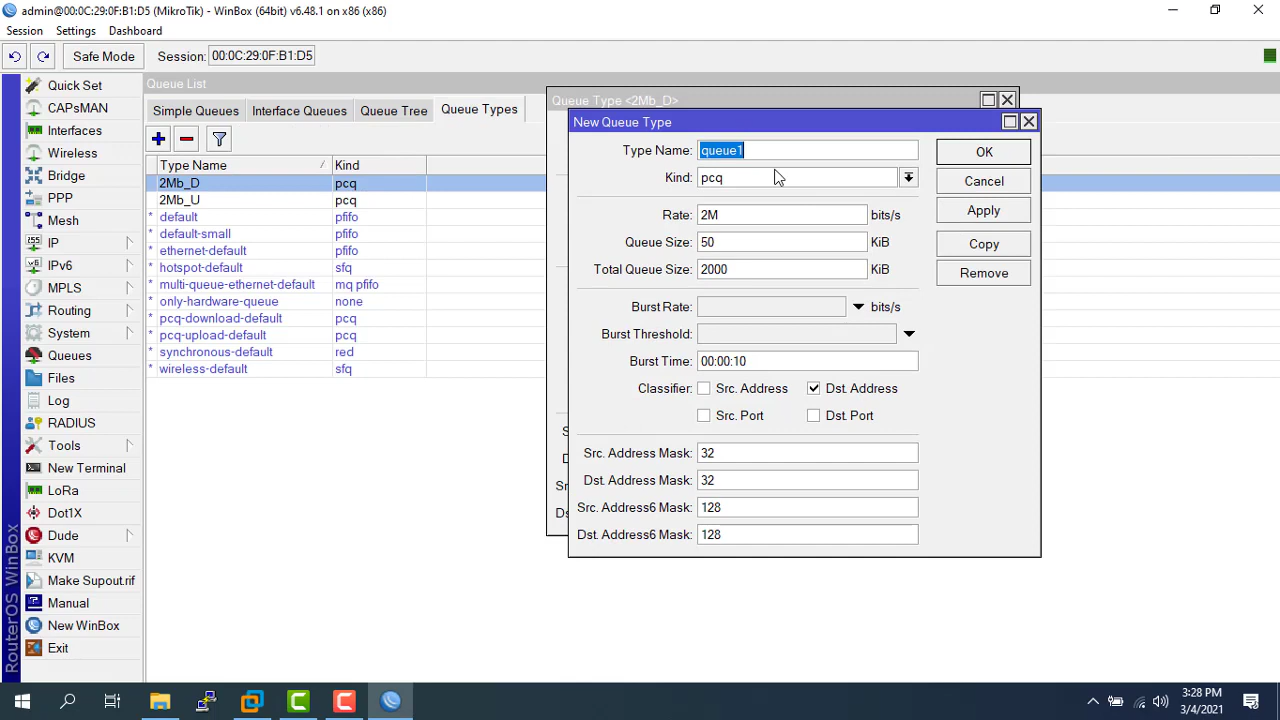 admin@00:0C:29:0F:B1:D5 (MikroTik) - WinBox (64bit) v6.48.1 on x86 (x86)
Session Settings Dashboard
Safe Mode Session: 00:0C:29:0F:B1:D5
RouterOS WinBox
Quick Set
CAPsMAN
Interfaces
Wireless
Bridge
PPP
Mesh
255 IP
v6 IPv6
MPLS
Routing
System
Queues
Files
Log
RADIUS
Tools
New Terminal
LoRa
Dot1X
Dude
KVM
Make Supout.rif
Manual
New WinBox
Exit
Queue List
Simple Queues Interface Queues Queue Tree Queue Types
Type Name / Kind
2Mb_D pcq
2Mb_U pcq
* default pfifo
* default-small pfifo
* ethernet-default pfifo
* hotspot-default sfq
* multi-queue-ethernet-default mq pfifo
* only-hardware-queue none
* pcq-download-default pcq
* pcq-upload-default pcq
* synchronous-default red
* wireless-default sfq
Queue Type <2Mb_D>
New Queue Type
Type Name: queue1 OK
Kind: pcq Cancel
Rate: 2M bits/s Apply
Queue Size: 50 KiB Copy
Total Queue Size: 2000 KiB Remove
Burst Rate: bits/s
Burst Threshold:
Burst Time: 00:00:10
Classifier: Src. Address Dst. Address
Src. Port Dst. Port
Src. Address Mask: 32
Dst. Address Mask: 32
Src. Address6 Mask: 128
Dst. Address6 Mask: 128
3:28 PM
3/4/2021